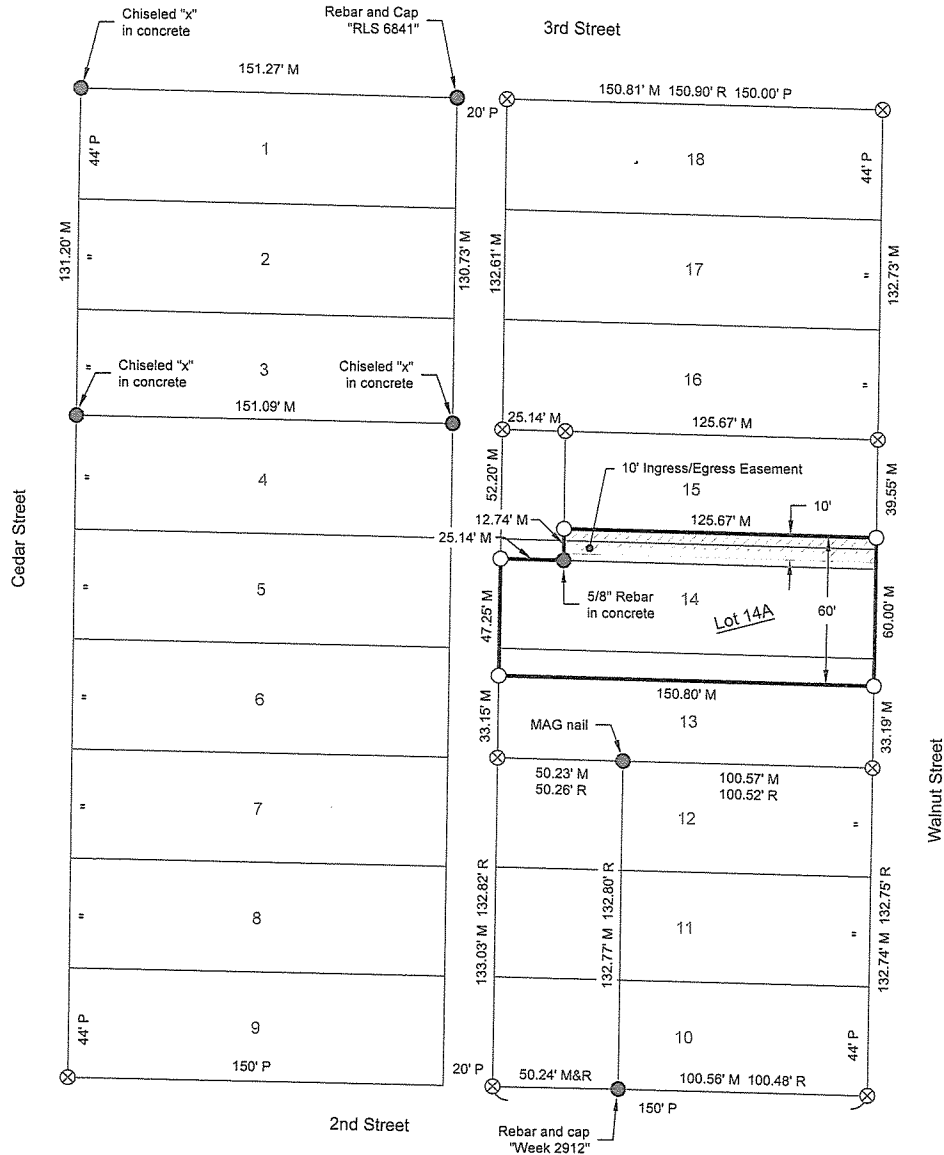 Chiseled "x"
in concrete
Rebar and Cap
"RLS 6841"
3rd Street
151.27' M
20' P
150.81' M 150.90' R 150.00' P
44' P
1
18
44' P
131.20' M
"
2
130.73' M
132.61' M
17
"
132.73' M
"
Chiseled "x"
in concrete
3
Chiseled "x"
in concrete
16
"
151.09' M
25.14' M
125.67' M
Cedar Street
"
4
52.20' M
10' Ingress/Egress Easement
15
39.55' M
12.74' M
125.67' M
10'
25.14' M
"
5
47.25' M
5/8" Rebar
in concrete
14
Lot 14A
60'
60.00' M
150.80' M
"
6
33.15' M
MAG nail
13
33.19' M
50.23' M
50.26' R
100.57' M
100.52' R
Walnut Street
"
7
12
"
"
8
133.03' M 132.82' R
132.77' M 132.80' R
11
"
132.74' M 132.75' R
44' P
9
10
44' P
150' P
20' P
50.24' M&R
100.56' M 100.48' R
150' P
2nd Street
Rebar and cap
"Week 2912"